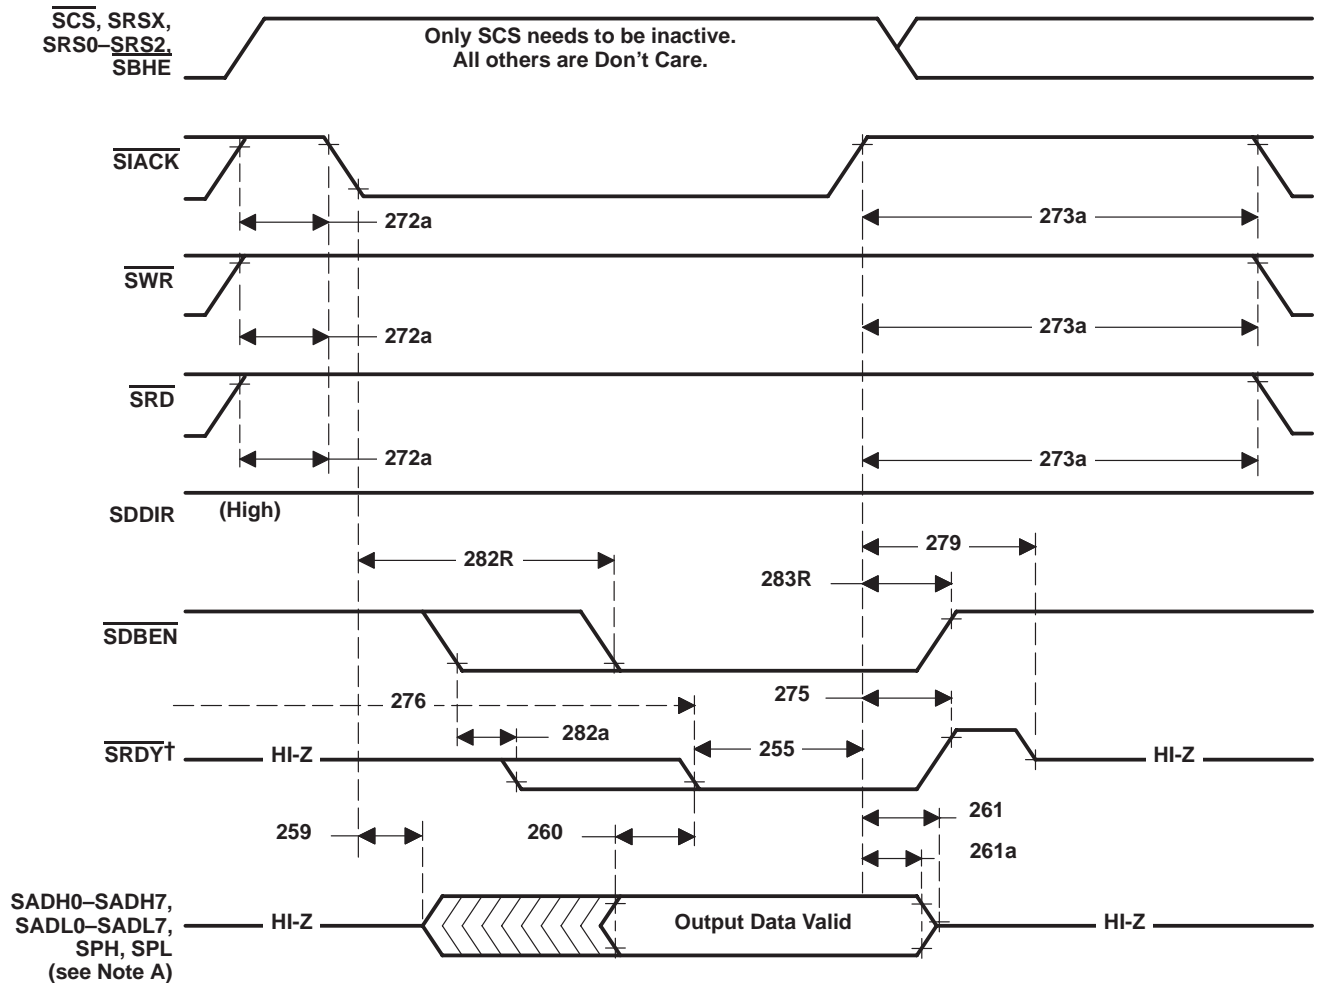 SCS, SRSX,
SRS0–SRS2,
SBHE
Only SCS needs to be inactive.
All others are Don't Care.
SIACK
272a
273a
SWR
272a
273a
SRD
272a
273a
SDDIR
(High)
282R
279
283R
SDBEN
276
275
282a
SRDY†
HI-Z
255
HI-Z
259
260
261
261a
SADH0–SADH7,
SADL0–SADL7,
SPH, SPL
(see Note A)
HI-Z
Output Data Valid
HI-Z